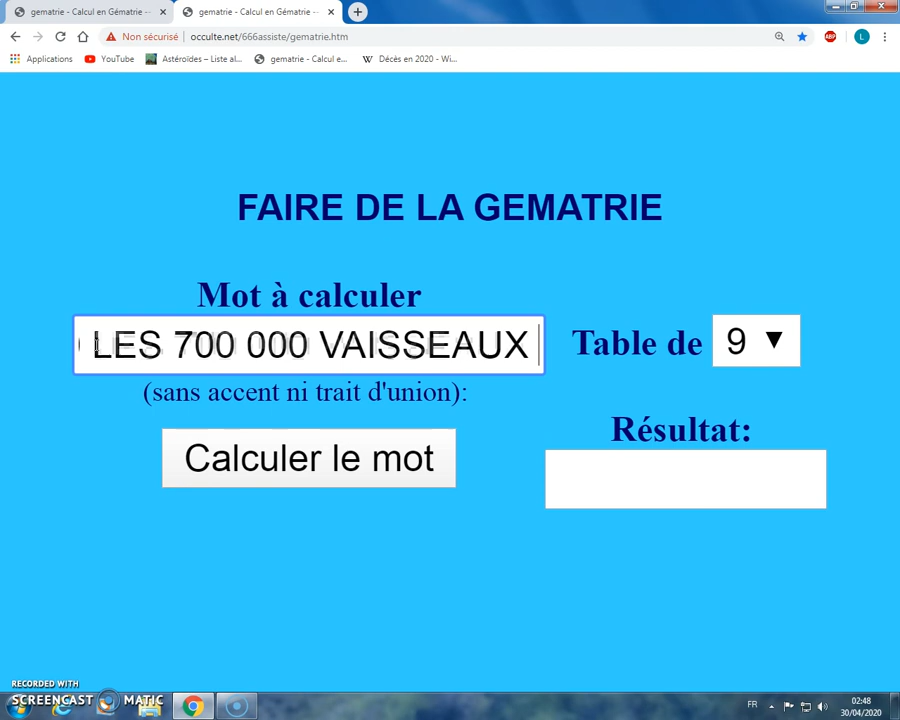 gematrie - Calcul en Gématrie -
gematrie - Calcul en Gématrie -
Non sécurisé | occulte.net/666assiste/gematrie.htm
ABP
L
Applications YouTube Astéroïdes – Liste al... gematrie - Calcul e... W Décès en 2020 - Wi...
FAIRE DE LA GEMATRIE
Mot à calculer
LES 700 000 VAISSEAUX
Table de 9
(sans accent ni trait d'union):
Résultat:
Calculer le mot
RECORDED WITH
SCREENCAST MATIC
FR
02:48
30/04/2020